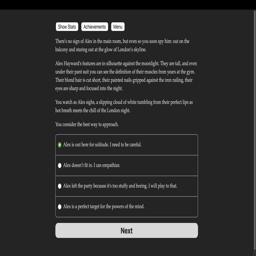 Show Stats Achievements Menu
There's no sign of Alex in the main room, but even so you soon spy him: out on the
balcony and staring out at the glow of London's skyline.
Alex Hayward's features are in silhouette against the moonlight. They are tall, and even
under their pant suit you can see the definition of their muscles from years at the gym.
Their blond hair is cut short, their painted nails gripped against the iron railing, their
eyes are sharp and focused into the night.
You watch as Alex sighs, a slipping cloud of white tumbling from their perfect lips as
hot breath meets the chill of the London night.
You consider the best way to approach.
Alex is out here for solitude. I need to be careful.
Alex doesn't fit in. I can empathize.
Alex left the party because it's too stuffy and boring. I will play to that.
Alex is a perfect target for the powers of the mind.
Next